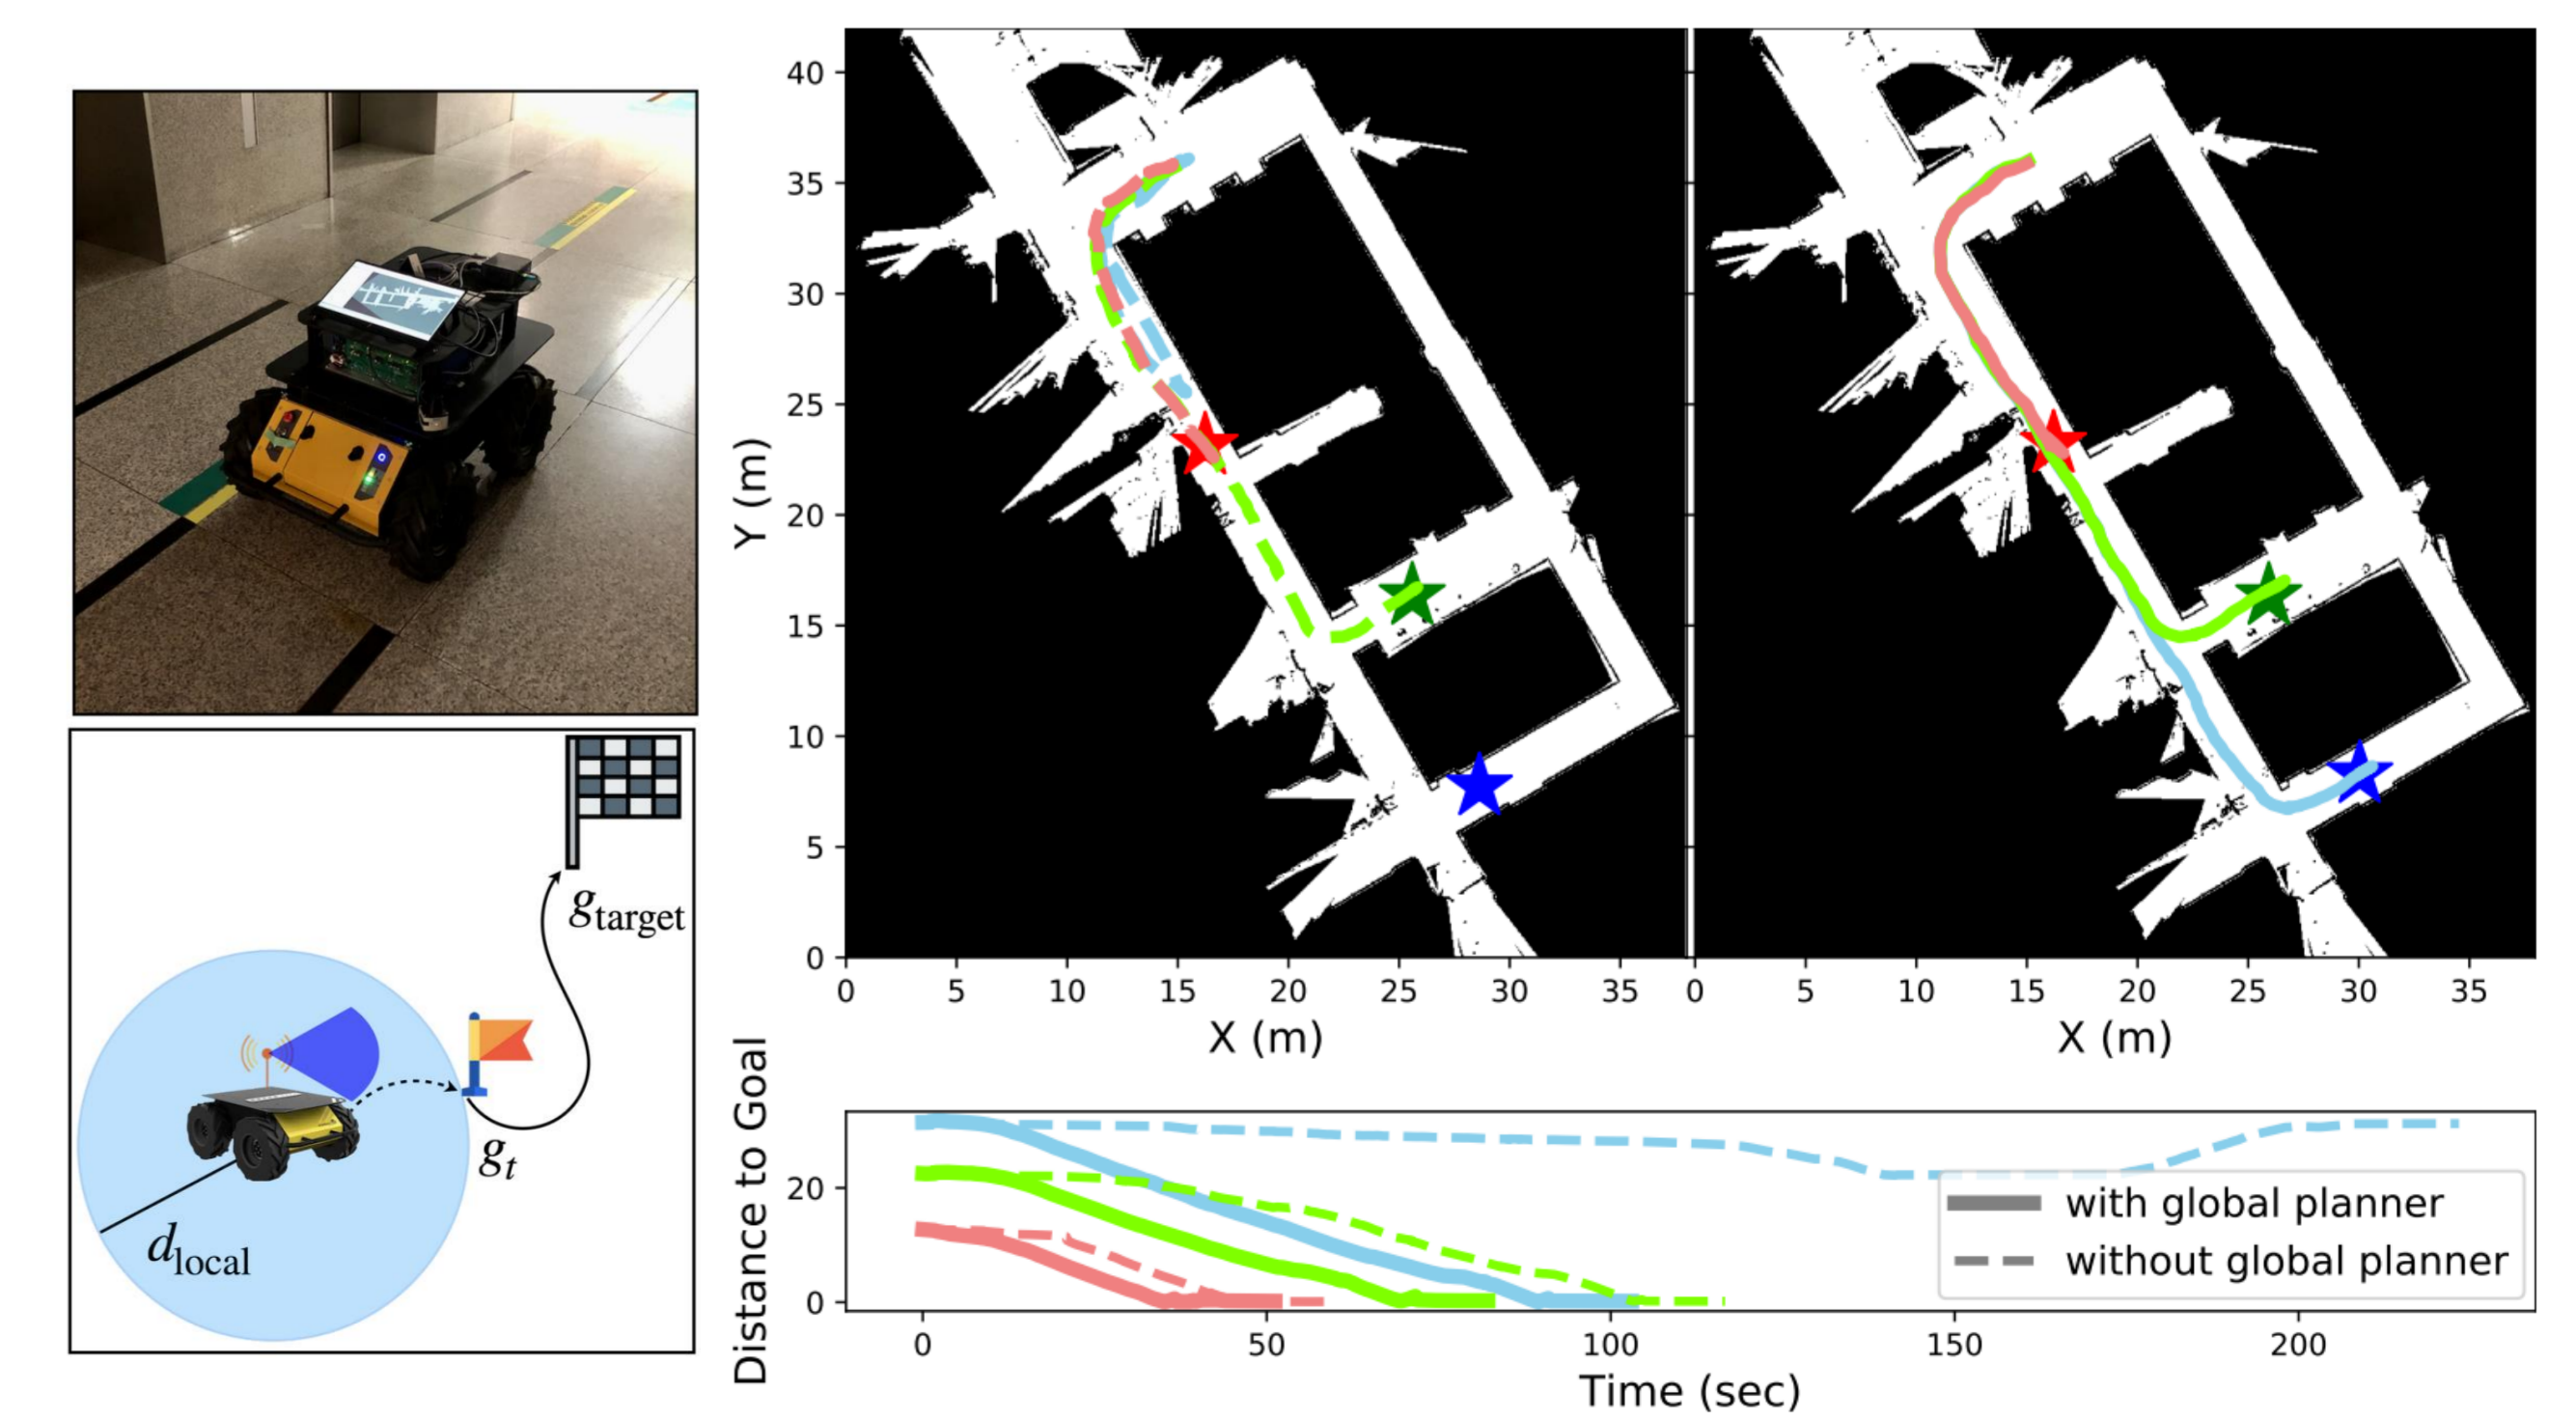 g_target
g_t
d_local
Y (m)
40
35
30
25
20
15
10
5
0
0 5 10 15 20 25 30 35
X (m)
0 5 10 15 20 25 30 35
X (m)
Distance to Goal
20
0
with global planner
without global planner
0 50 100 150 200
Time (sec)